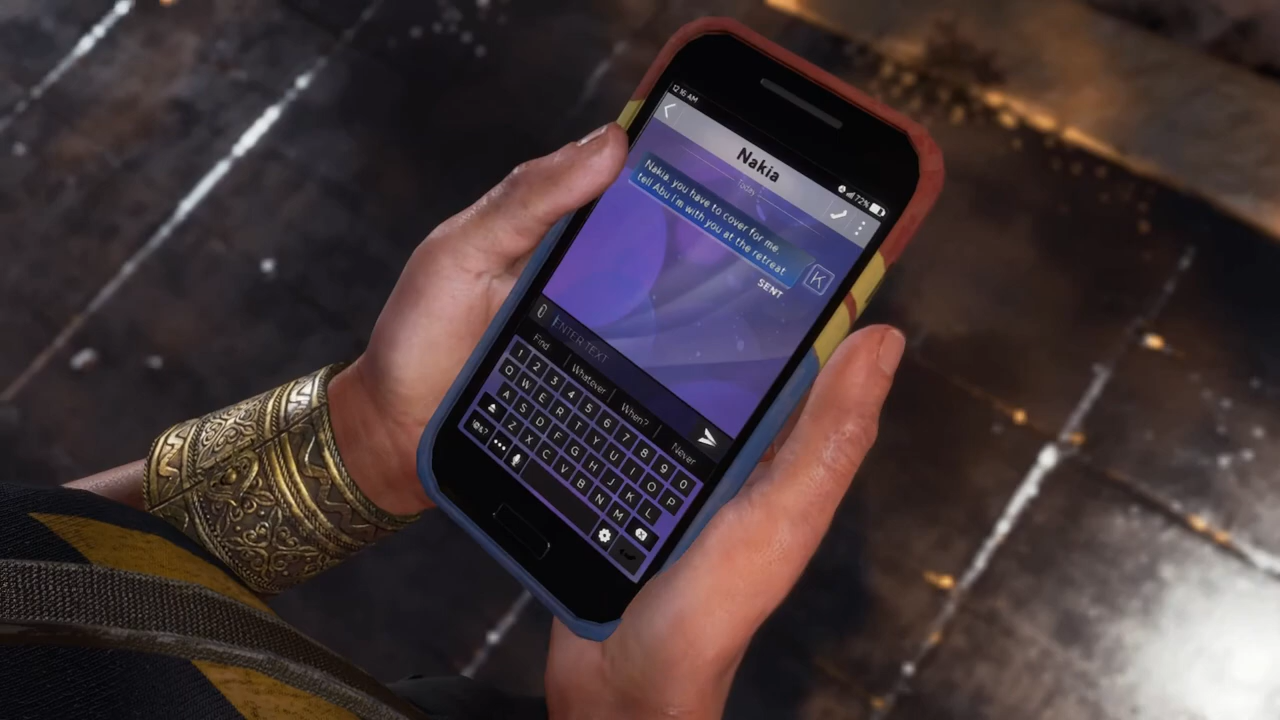 12:16 AM
72%
Nakia
Today
Nakia, you have to cover for me,
tell Abu I'm with you at the retreat
K
SENT
ENTER TEXT
Find Whatever When? Never
1 2 3 4 5 6 7 8 9 0
Q W E R T Y U I O P
A S D F G H J K L
Z X C V B N M